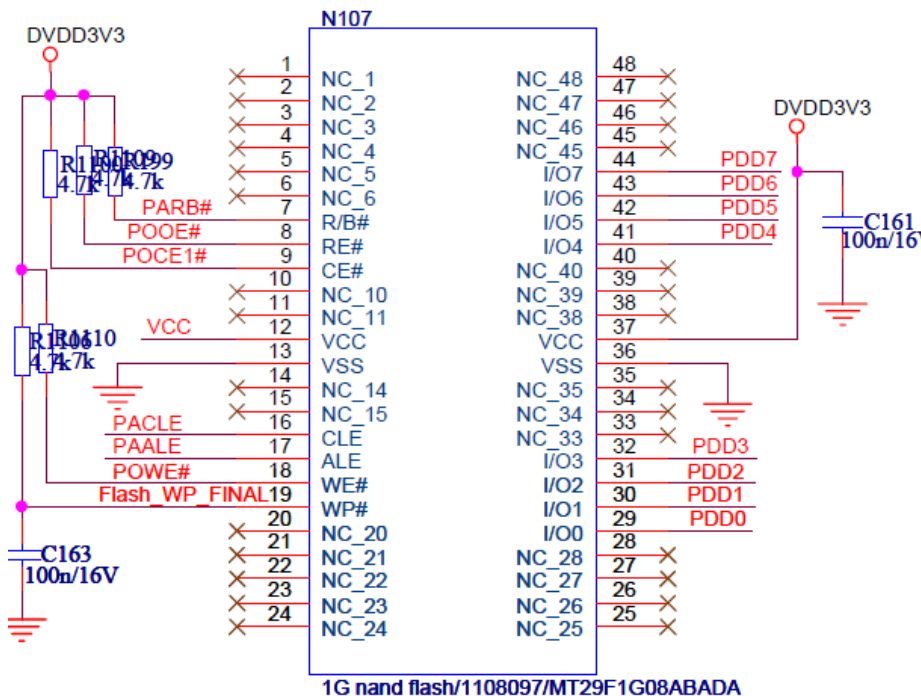 N107
DVDD3V3
1 NC_1 NC_48 48
2 NC_2 NC_47 47
3 NC_3 NC_46 46
4 NC_4 NC_45 45
5 NC_5 I/O7 44 PDD7
6 NC_6 I/O6 43 PDD6
PARB# 7 R/B# I/O5 42 PDD5
POOE# 8 RE# I/O4 41 PDD4
POCE1# 9 CE# NC_40 40
10 NC_10 NC_39 39
11 NC_11 NC_38 38
VCC 12 VCC VCC 37
13 VSS VSS 36
14 NC_14 NC_35 35
15 NC_15 NC_34 34
PACLE 16 CLE NC_33 33
PAALE 17 ALE I/O3 32 PDD3
POWE# 18 WE# I/O2 31 PDD2
Flash_WP_FINAL 19 WP# I/O1 30 PDD1
20 NC_20 I/O0 29 PDD0
21 NC_21 NC_28 28
22 NC_22 NC_27 27
23 NC_23 NC_26 26
24 NC_24 NC_25 25
DVDD3V3
C161
100n/16V
4.7k 4.7k 4.7k
R1110
4.7k 4.7k
C163
100n/16V
1G nand flash/1108097/MT29F1G08ABADA